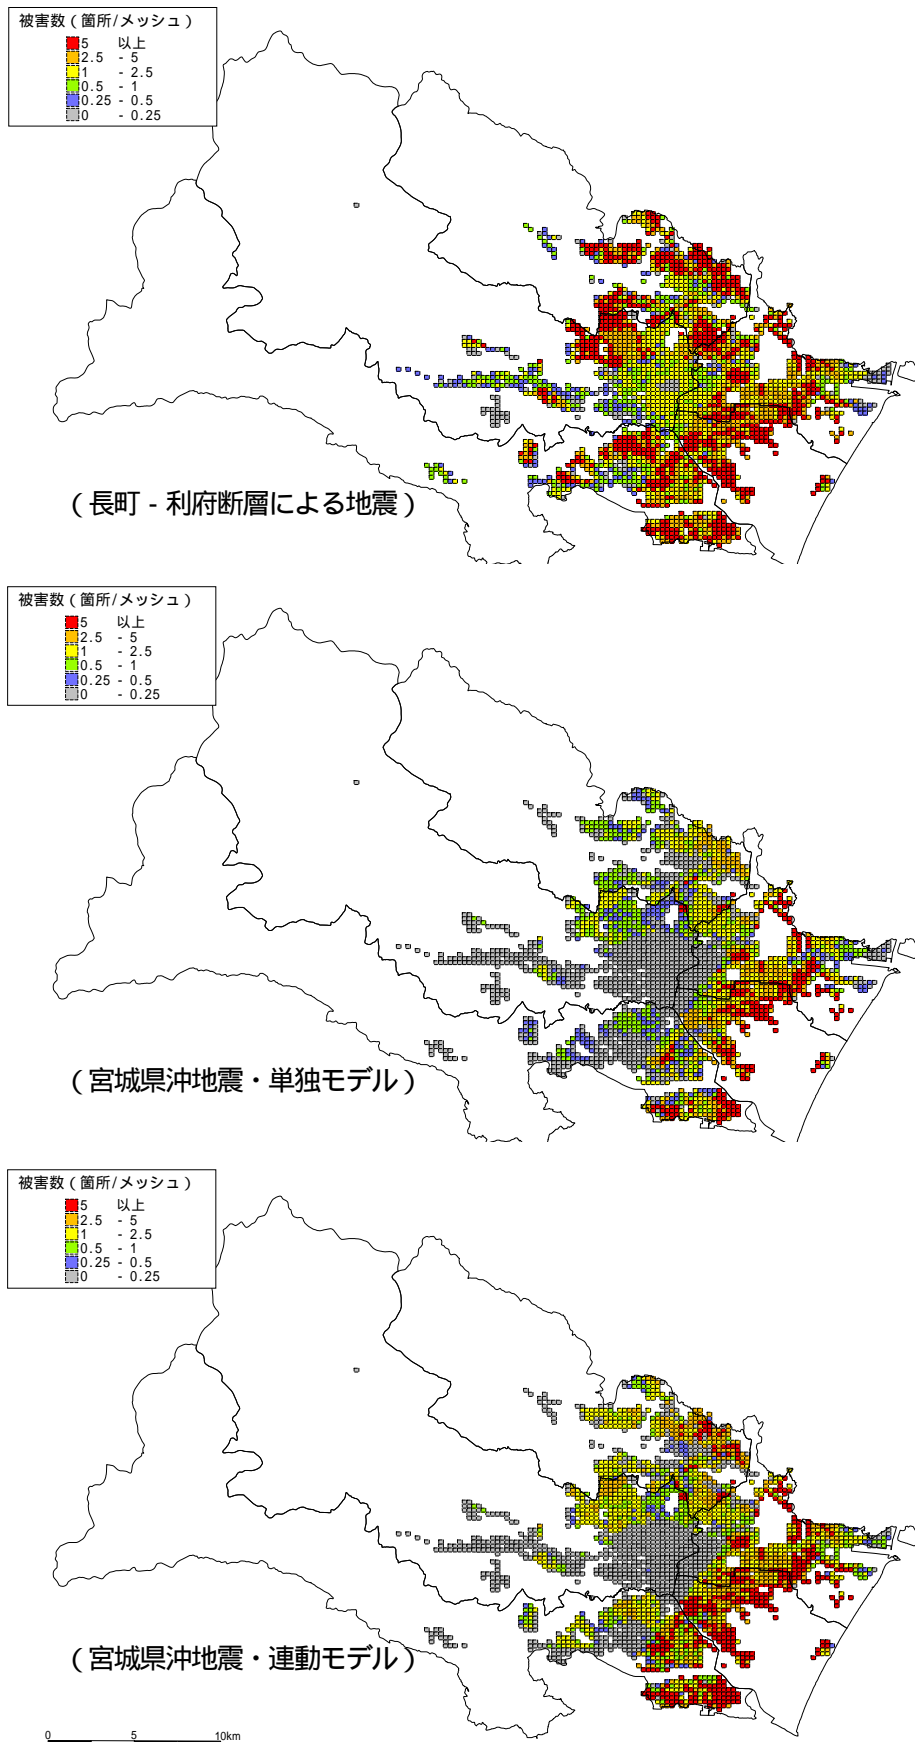 被害数（箇所/メッシュ）
5 以上
2.5 - 5
1 - 2.5
0.5 - 1
0.25 - 0.5
0 - 0.25
（長町 - 利府断層による地震）
被害数（箇所/メッシュ）
5 以上
2.5 - 5
1 - 2.5
0.5 - 1
0.25 - 0.5
0 - 0.25
（宮城県沖地震・単独モデル）
被害数（箇所/メッシュ）
5 以上
2.5 - 5
1 - 2.5
0.5 - 1
0.25 - 0.5
0 - 0.25
（宮城県沖地震・連動モデル）
0 5 10km